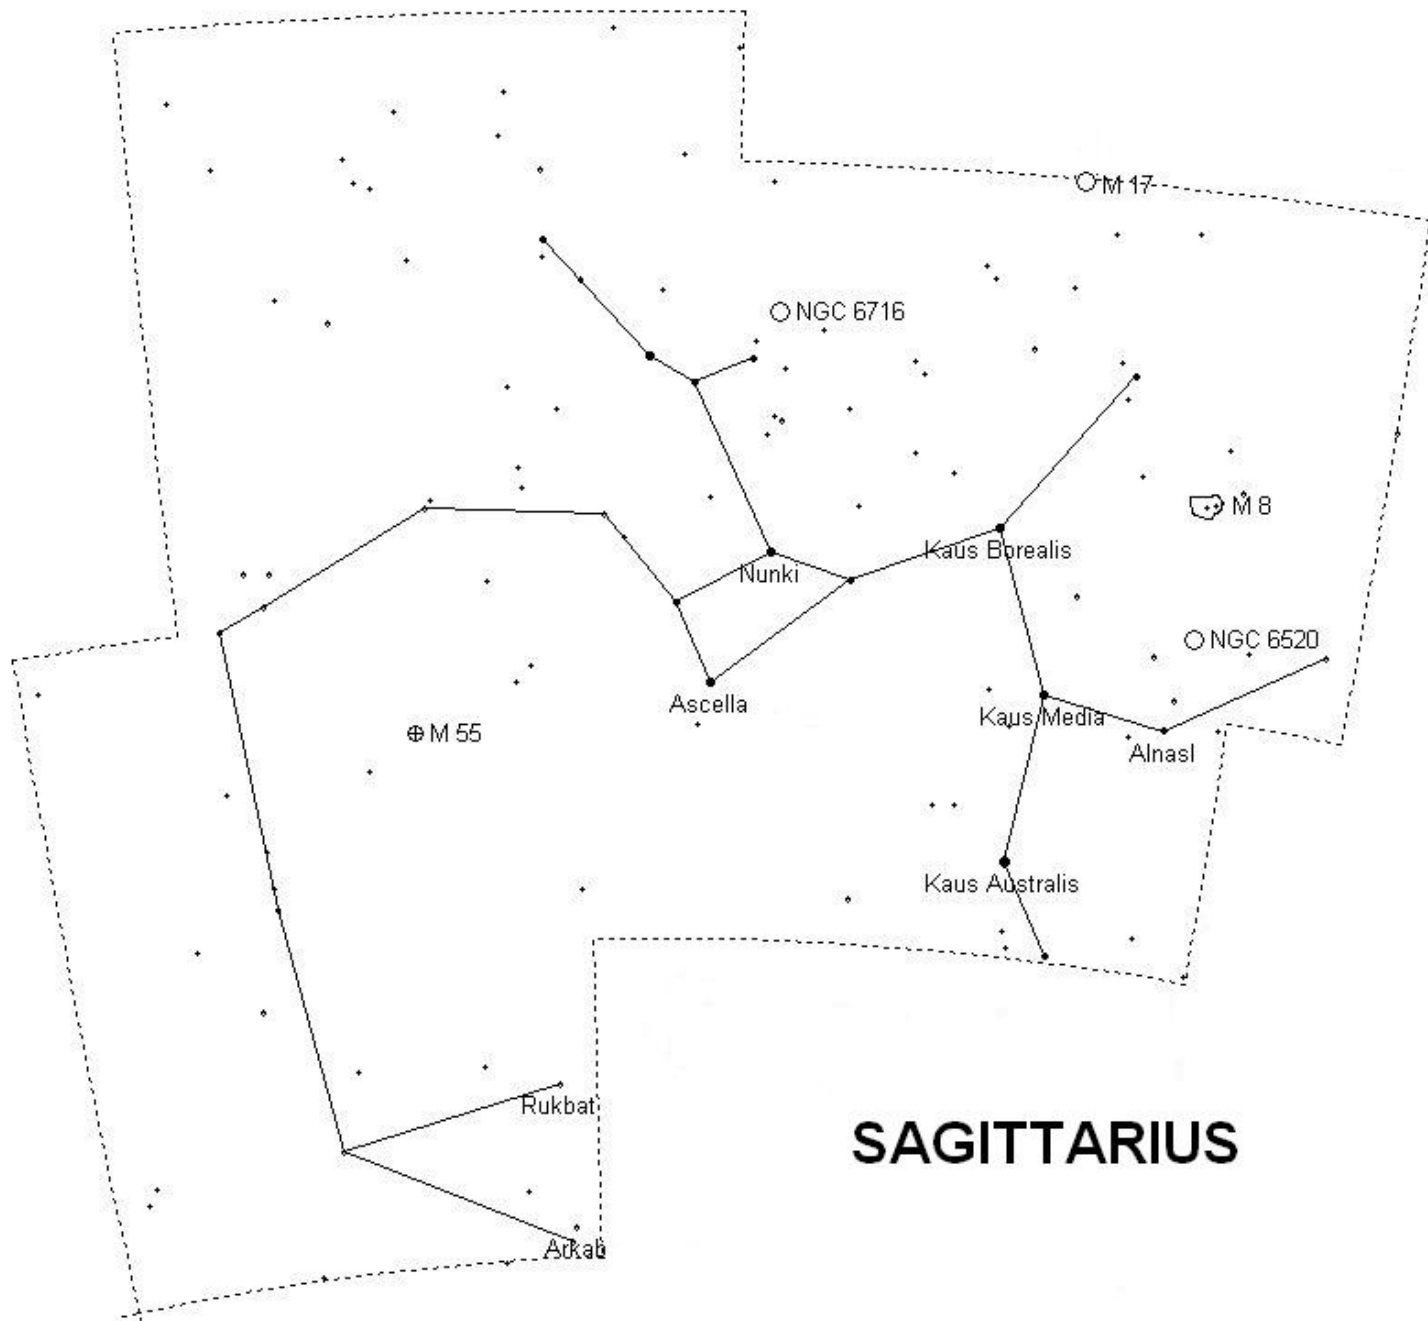 M 17
NGC 6716
M 8
Kaus Borealis
Nunki
NGC 6520
Ascella
Kaus Media
M 55
Alnasl
Kaus Australis
Rukbat
SAGITTARIUS
Arkab